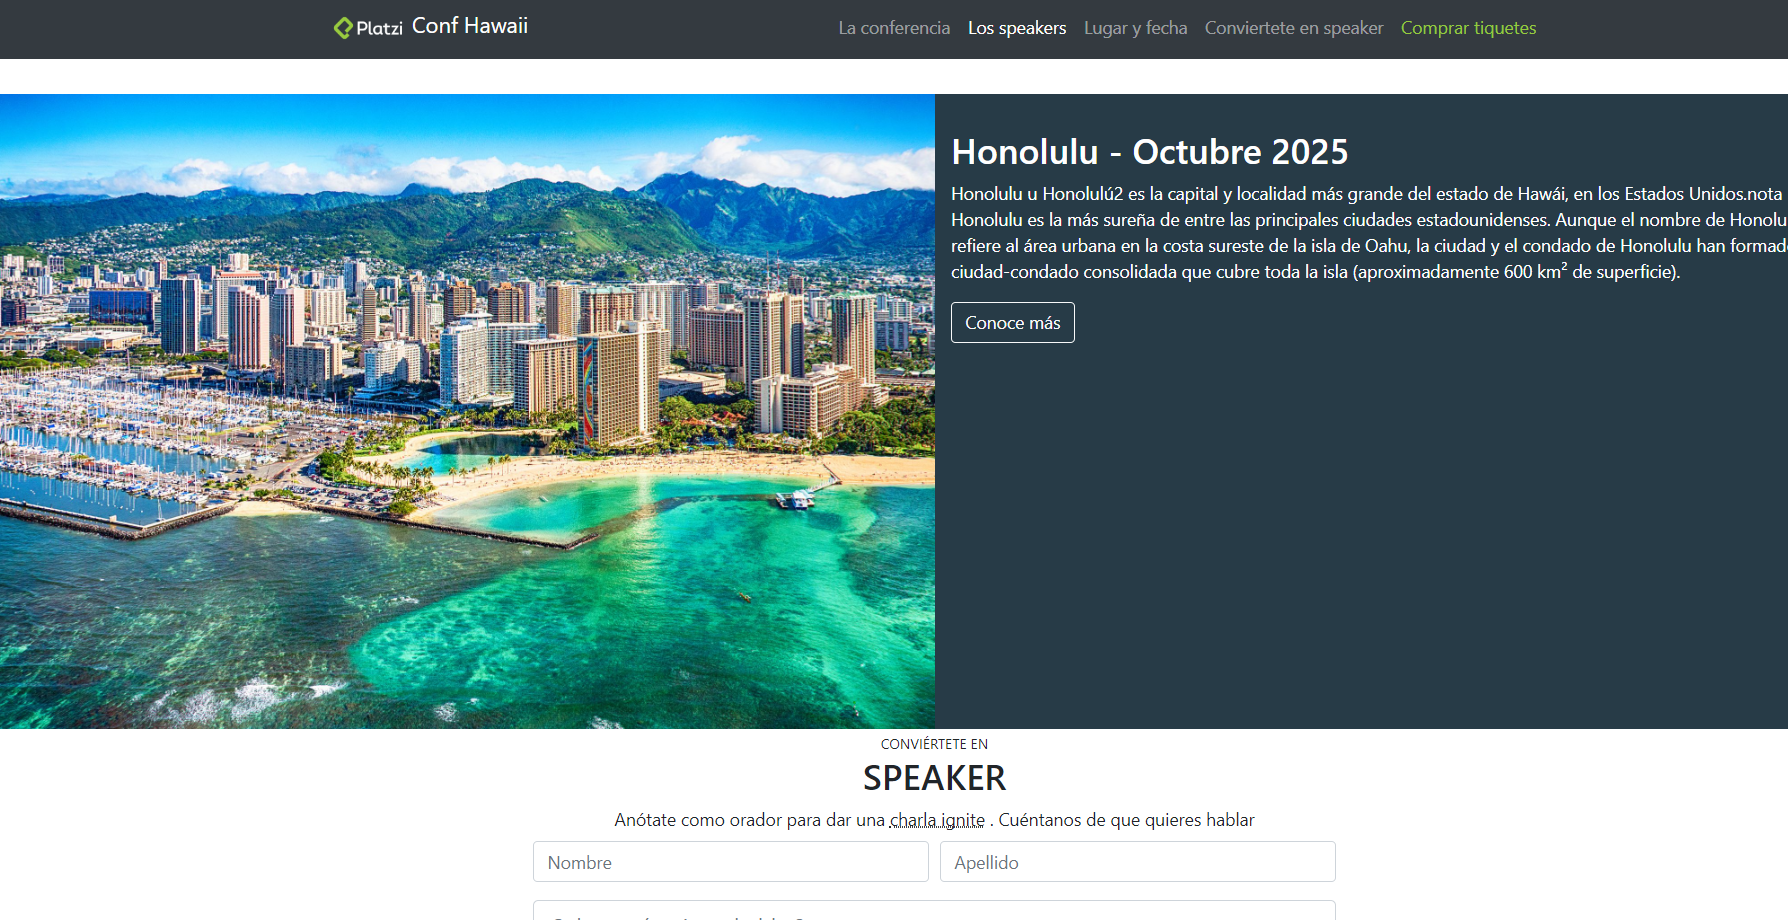 Platzi Conf Hawaii
La conferencia Los speakers Lugar y fecha Conviertete en speaker Comprar tiquetes
Honolulu - Octubre 2025
Honolulu u Honolulú2 es la capital y localidad más grande del estado de Hawái, en los Estados Unidos.nota
Honolulu es la más sureña de entre las principales ciudades estadounidenses. Aunque el nombre de Honolu
refiere al área urbana en la costa sureste de la isla de Oahu, la ciudad y el condado de Honolulu han formad
ciudad-condado consolidada que cubre toda la isla (aproximadamente 600 km² de superficie).
Conoce más
CONVIÉRTETE EN
SPEAKER
Anótate como orador para dar una charla ignite . Cuéntanos de que quieres hablar
Nombre Apellido